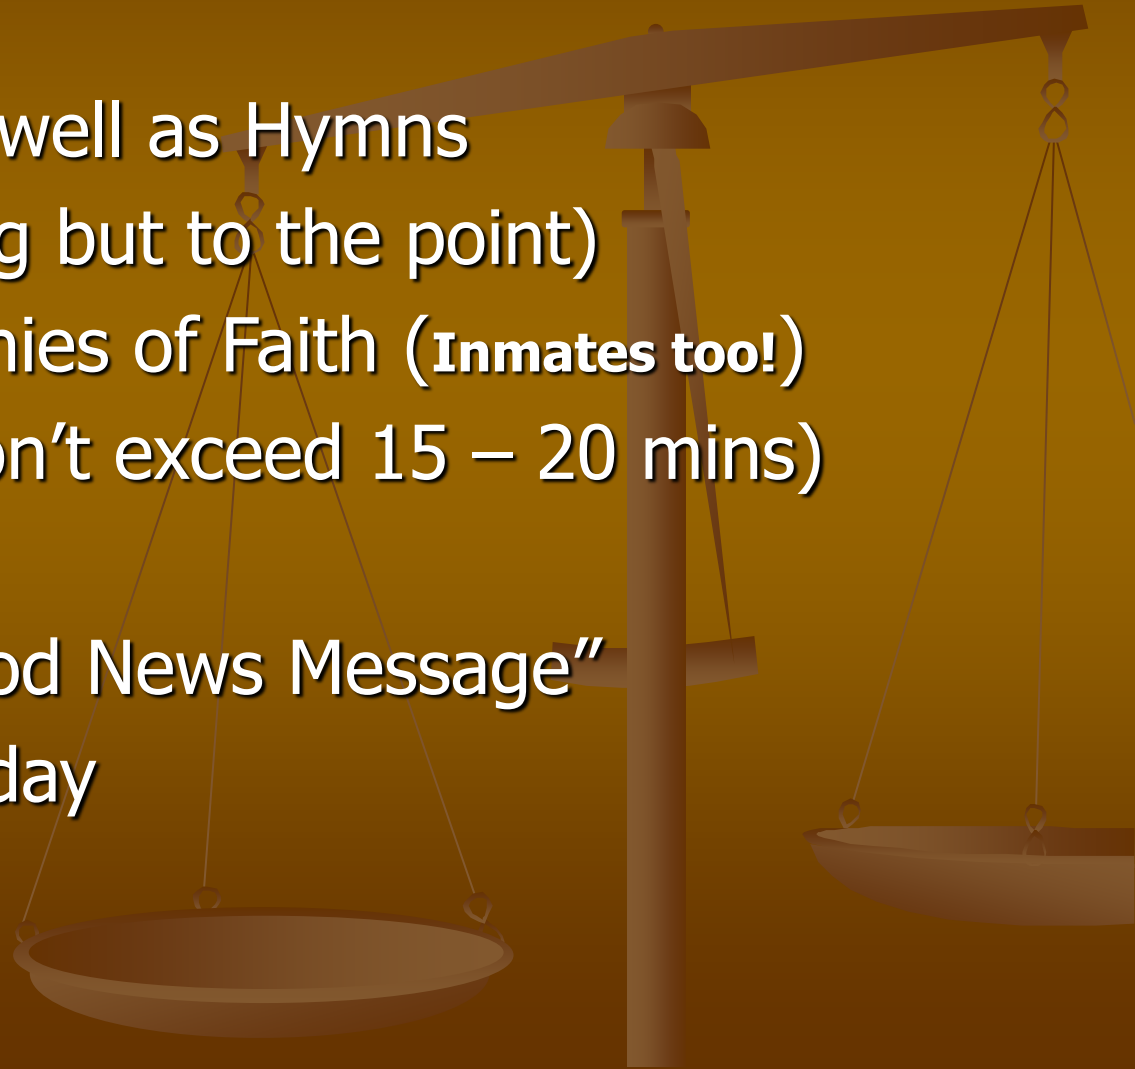 well as Hymns
g but to the point)
nies of Faith (Inmates too!)
on’t exceed 15 – 20 mins)
od News Message”
day